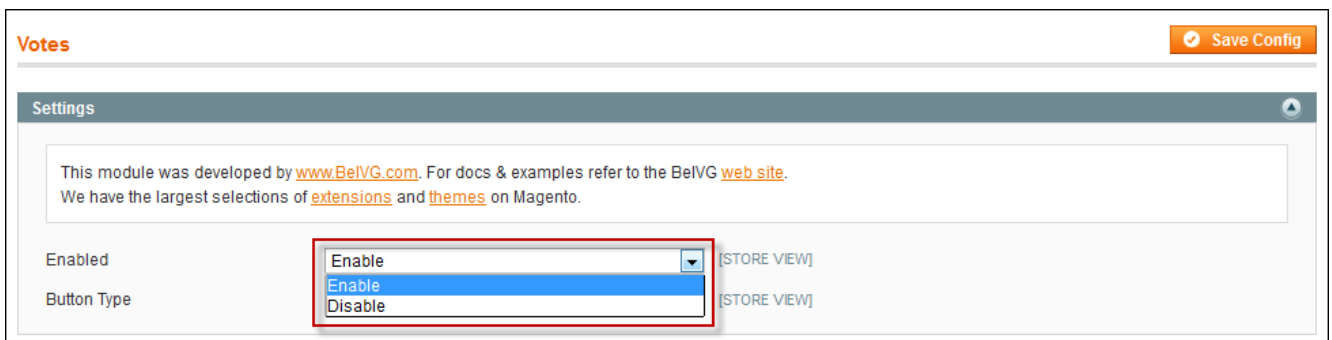 Votes
Save Config
Settings
This module was developed by www.BelVG.com. For docs & examples refer to the BelVG web site.
We have the largest selections of extensions and themes on Magento.
Enabled Enable [STORE VIEW]
Enable
Button Type [STORE VIEW]
Disable